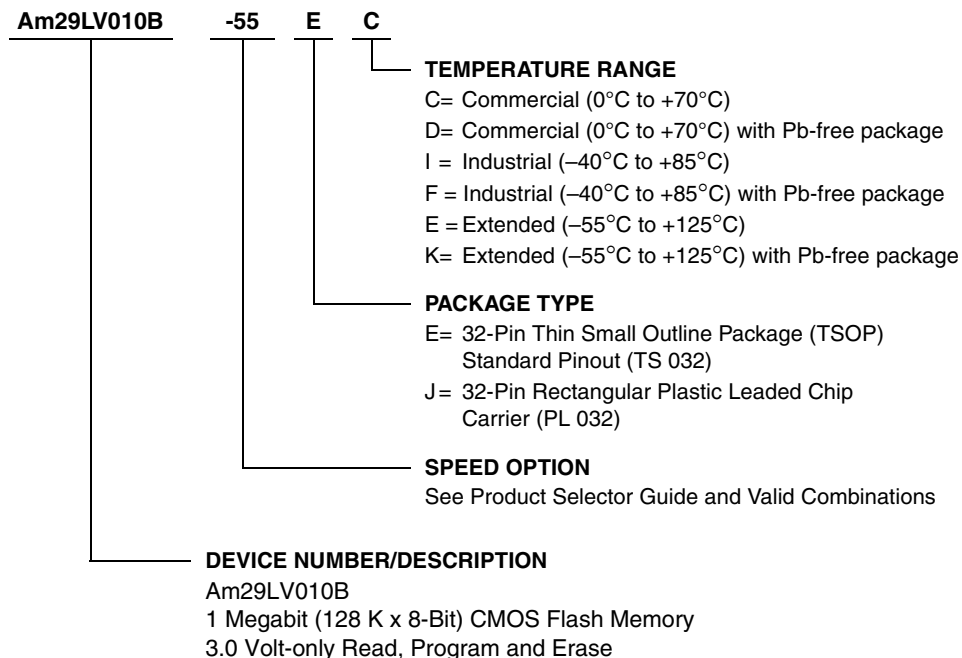 Am29LV010B -55 E C
TEMPERATURE RANGE
C= Commercial (0°C to +70°C)
D= Commercial (0°C to +70°C) with Pb-free package
I = Industrial (–40°C to +85°C)
F = Industrial (–40°C to +85°C) with Pb-free package
E = Extended (–55°C to +125°C)
K= Extended (–55°C to +125°C) with Pb-free package
PACKAGE TYPE
E= 32-Pin Thin Small Outline Package (TSOP)
Standard Pinout (TS 032)
J= 32-Pin Rectangular Plastic Leaded Chip
Carrier (PL 032)
SPEED OPTION
See Product Selector Guide and Valid Combinations
DEVICE NUMBER/DESCRIPTION
Am29LV010B
1 Megabit (128 K x 8-Bit) CMOS Flash Memory
3.0 Volt-only Read, Program and Erase